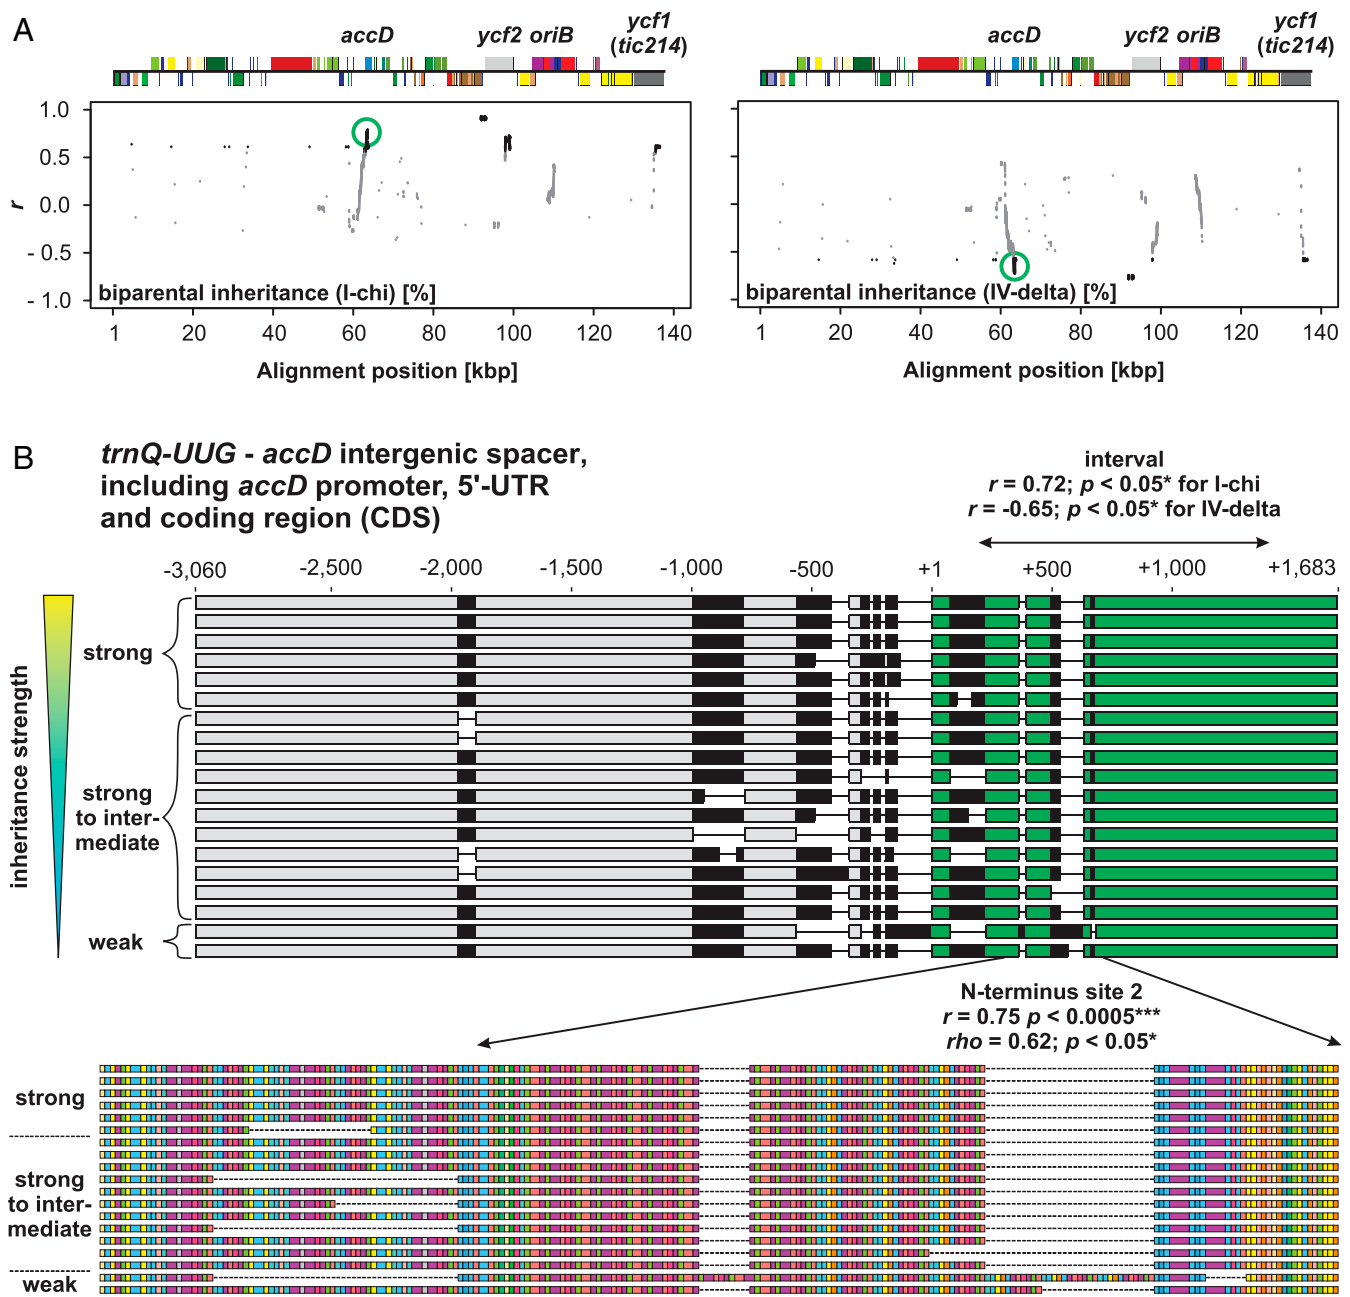 A
accD
ycf2 oriB
ycf1
(tic214)
accD
ycf2 oriB
ycf1
(tic214)
1.0
0.5
0.0
- 0.5
- 1.0
r
biparental inheritance (I-chi) [%]
biparental inheritance (IV-delta) [%]
1 20 40 60 80 100 120 140
1 20 40 60 80 100 120 140
Alignment position [kbp]
Alignment position [kbp]
B
trnQ-UUG - accD intergenic spacer,
including accD promoter, 5'-UTR
and coding region (CDS)
interval
r = 0.72; p < 0.05* for I-chi
r = -0.65; p < 0.05* for IV-delta
-3,060 -2,500 -2,000 -1,500 -1,000 -500 +1 +500 +1,000 +1,683
inheritance strength
strong
strong
to inter-
mediate
weak
N-terminus site 2
r = 0.75 p < 0.0005***
rho = 0.62; p < 0.05*
strong
strong
to inter-
mediate
weak